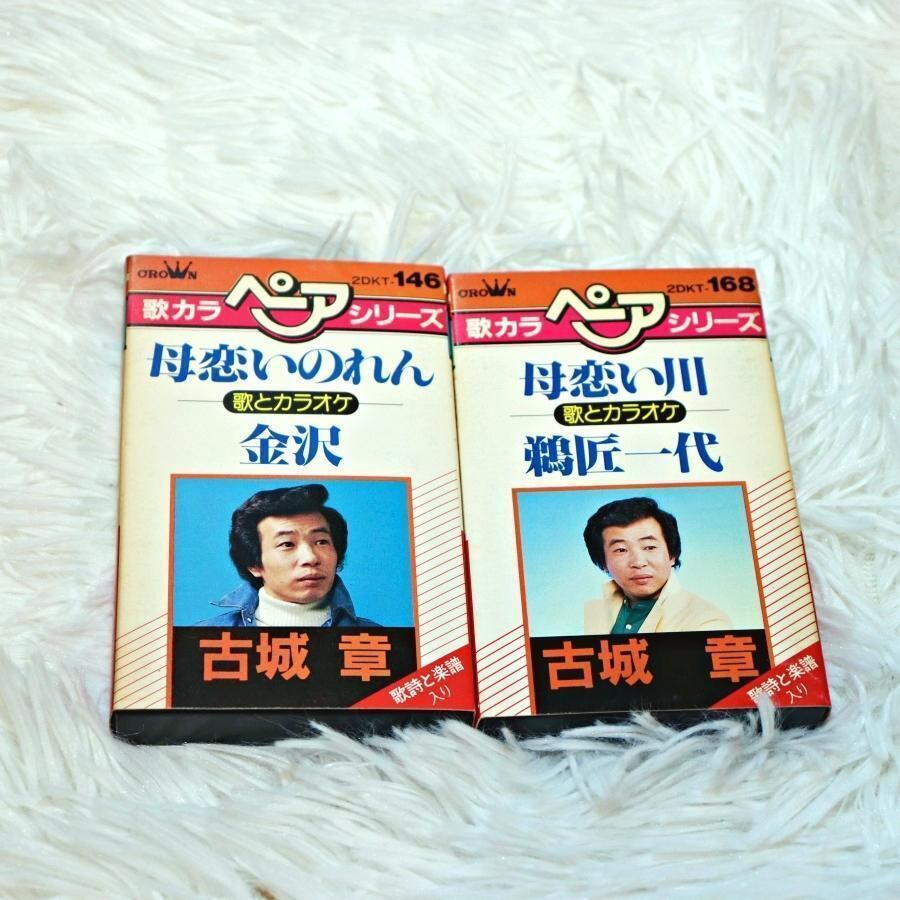 CROWN
2DKT-146
歌カラ ペア シリーズ
母恋いのれん
歌とカラオケ
金沢
古城 章
歌詩と楽譜
入り
CROWN
2DKT-168
歌カラ ペア シリーズ
母恋い川
歌とカラオケ
鵜匠一代
古城 章
歌詩と楽譜
入り